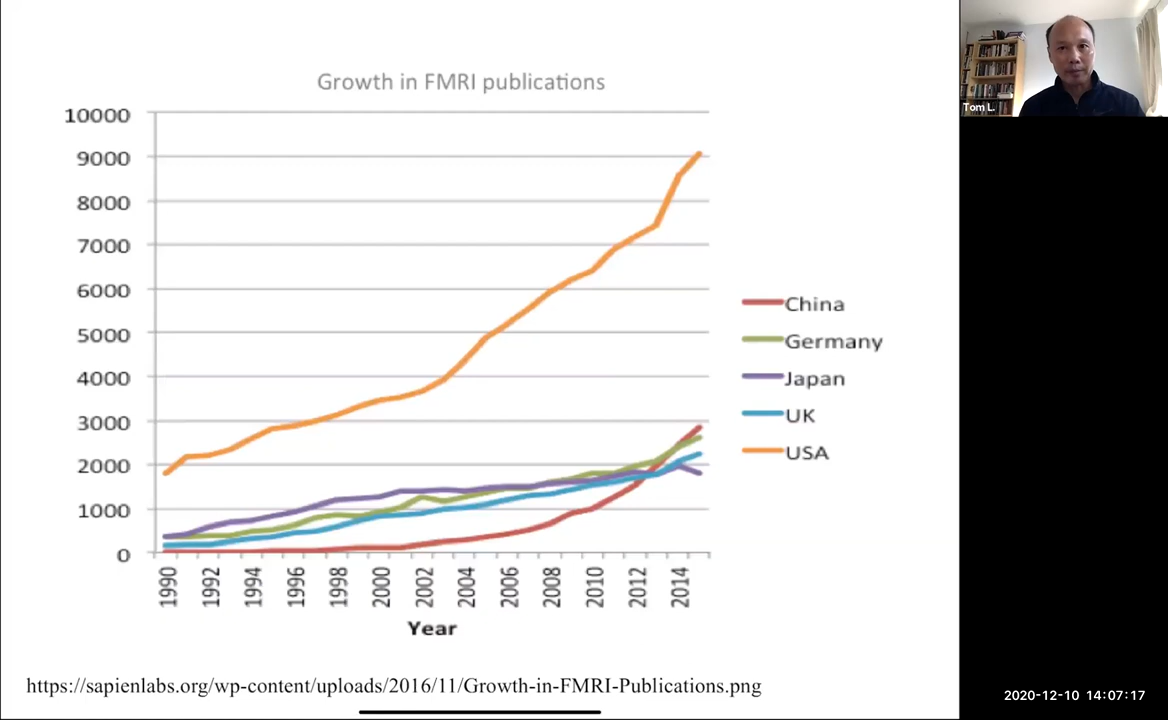 Growth in FMRI publications
10000
9000
8000
7000
6000
5000
4000
3000
2000
1000
0
1990
1992
1994
1996
1998
2000
2002
2004
2006
2008
2010
2012
2014
Year
China
Germany
Japan
UK
USA
https://sapienlabs.org/wp-content/uploads/2016/11/Growth-in-FMRI-Publications.png
Tom L.
2020-12-10 14:07:17